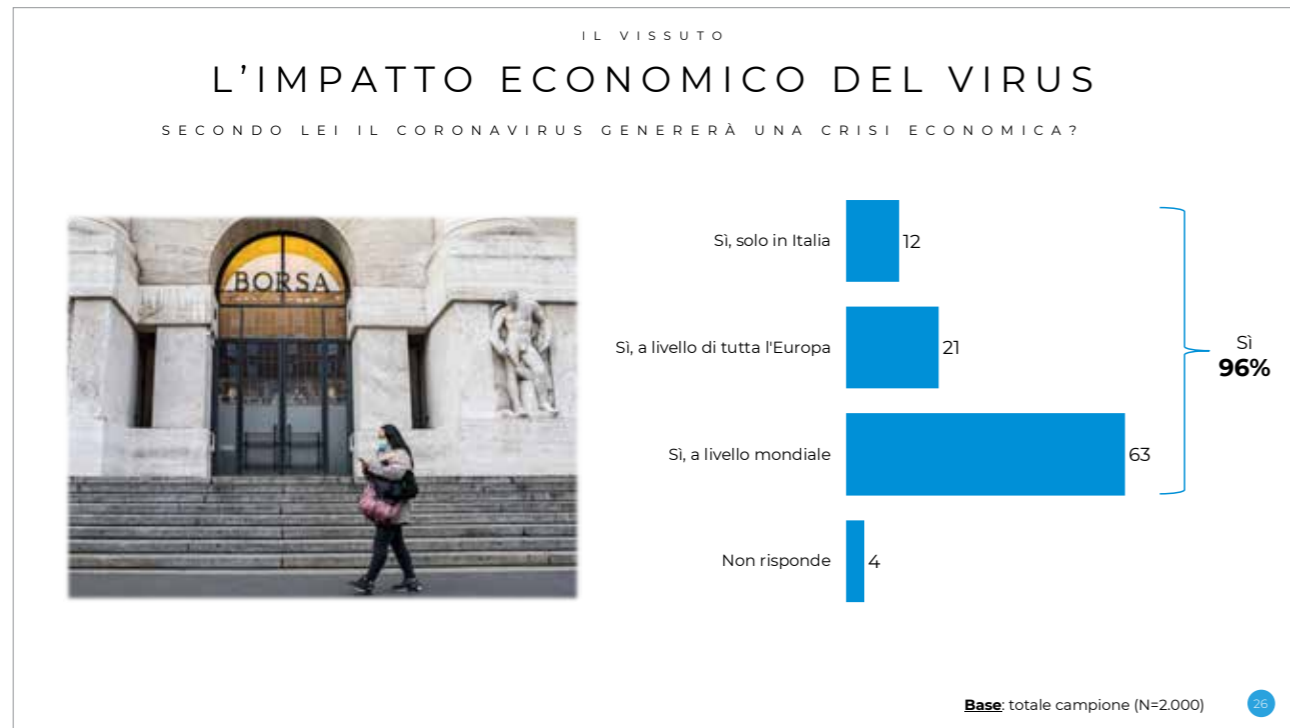 IL VISSUTO
L'IMPATTO ECONOMICO DEL VIRUS
SECONDO LEI IL CORONAVIRUS GENERERÀ UNA CRISI ECONOMICA?
BORSA
Sì, solo in Italia 12
Sì, a livello di tutta l'Europa 21
Sì, a livello mondiale 63
Non risponde 4
Sì
96%
Base: totale campione (N=2.000)
26